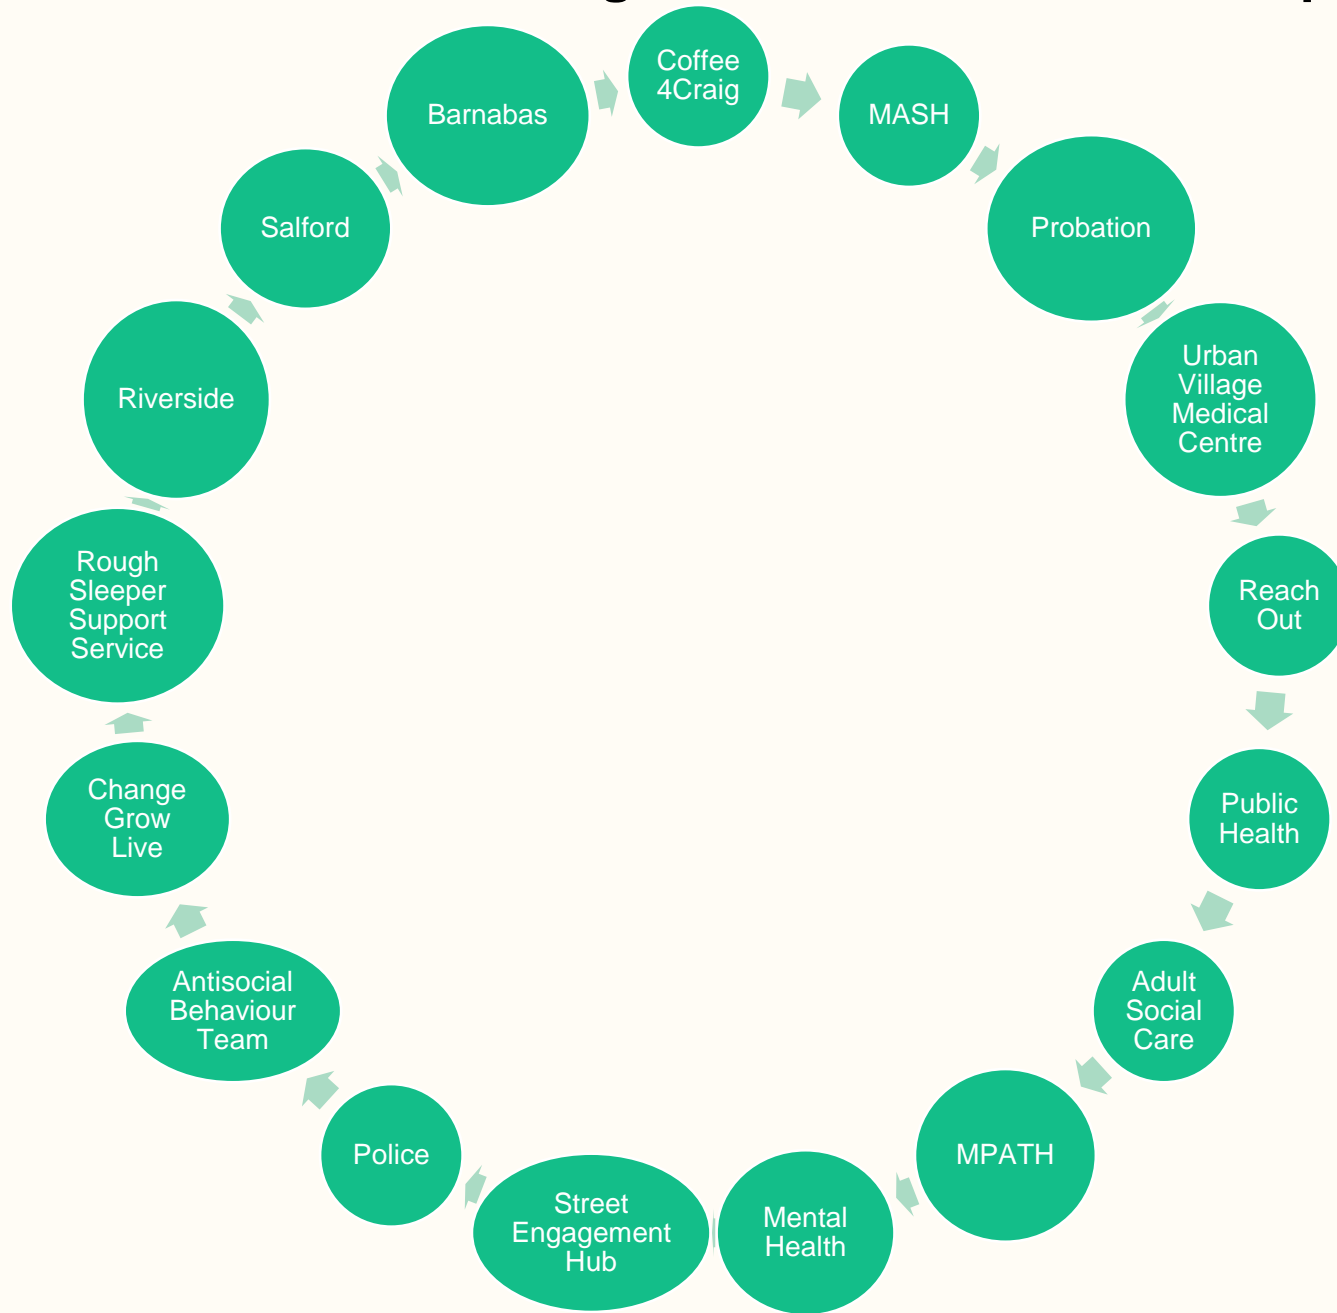 Coffee
4Craig
MASH
Probation
Urban
Village
Medical
Centre
Reach
Out
Public
Health
Adult
Social
Care
MPATH
Mental
Health
Street
Engagement
Hub
Police
Antisocial
Behaviour
Team
Change
Grow
Live
Rough
Sleeper
Support
Service
Riverside
Salford
Barnabas